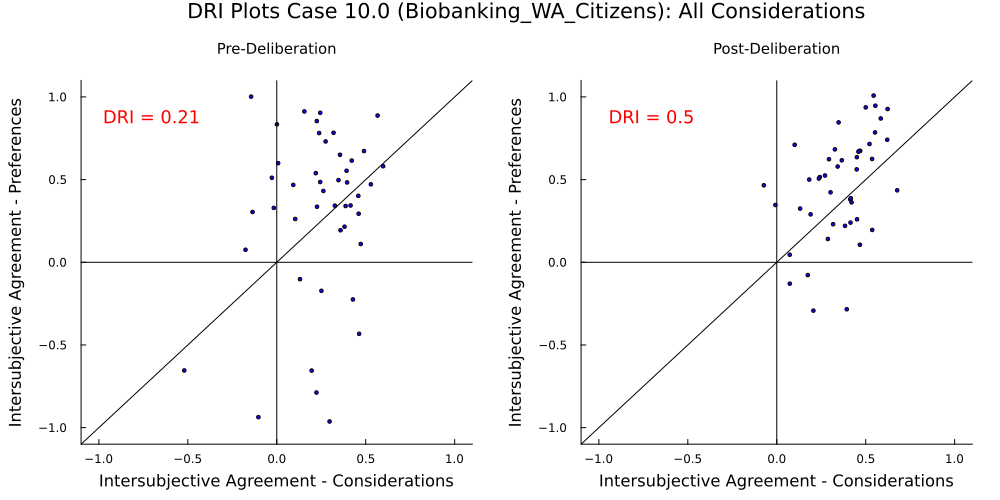 DRI Plots Case 10.0 (Biobanking_WA_Citizens): All Considerations
Pre-Deliberation
DRI = 0.21
1.0
0.5
0.0
−0.5
−1.0
−1.0
−0.5
0.0
0.5
1.0
Intersubjective Agreement - Preferences
Intersubjective Agreement - Considerations
Post-Deliberation
DRI = 0.5
1.0
0.5
0.0
−0.5
−1.0
−1.0
−0.5
0.0
0.5
1.0
Intersubjective Agreement - Preferences
Intersubjective Agreement - Considerations